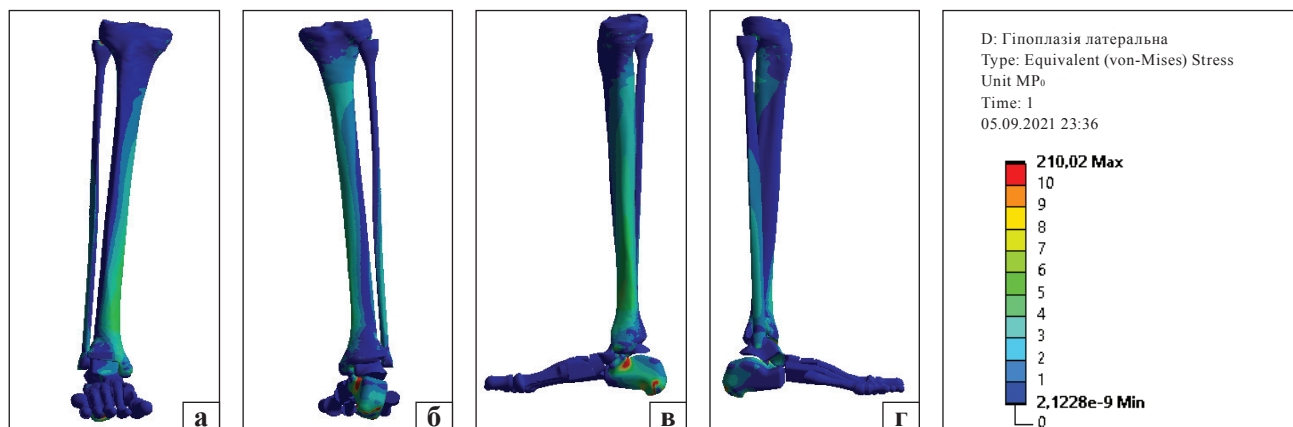 а
б
в
г
D: Гіпоплазія латеральна
Type: Equivalent (von-Mises) Stress
Unit MP₀
Time: 1
05.09.2021 23:36
210,02 Max
10
9
8
7
6
5
4
3
2
1
2,1228e-9 Min
0